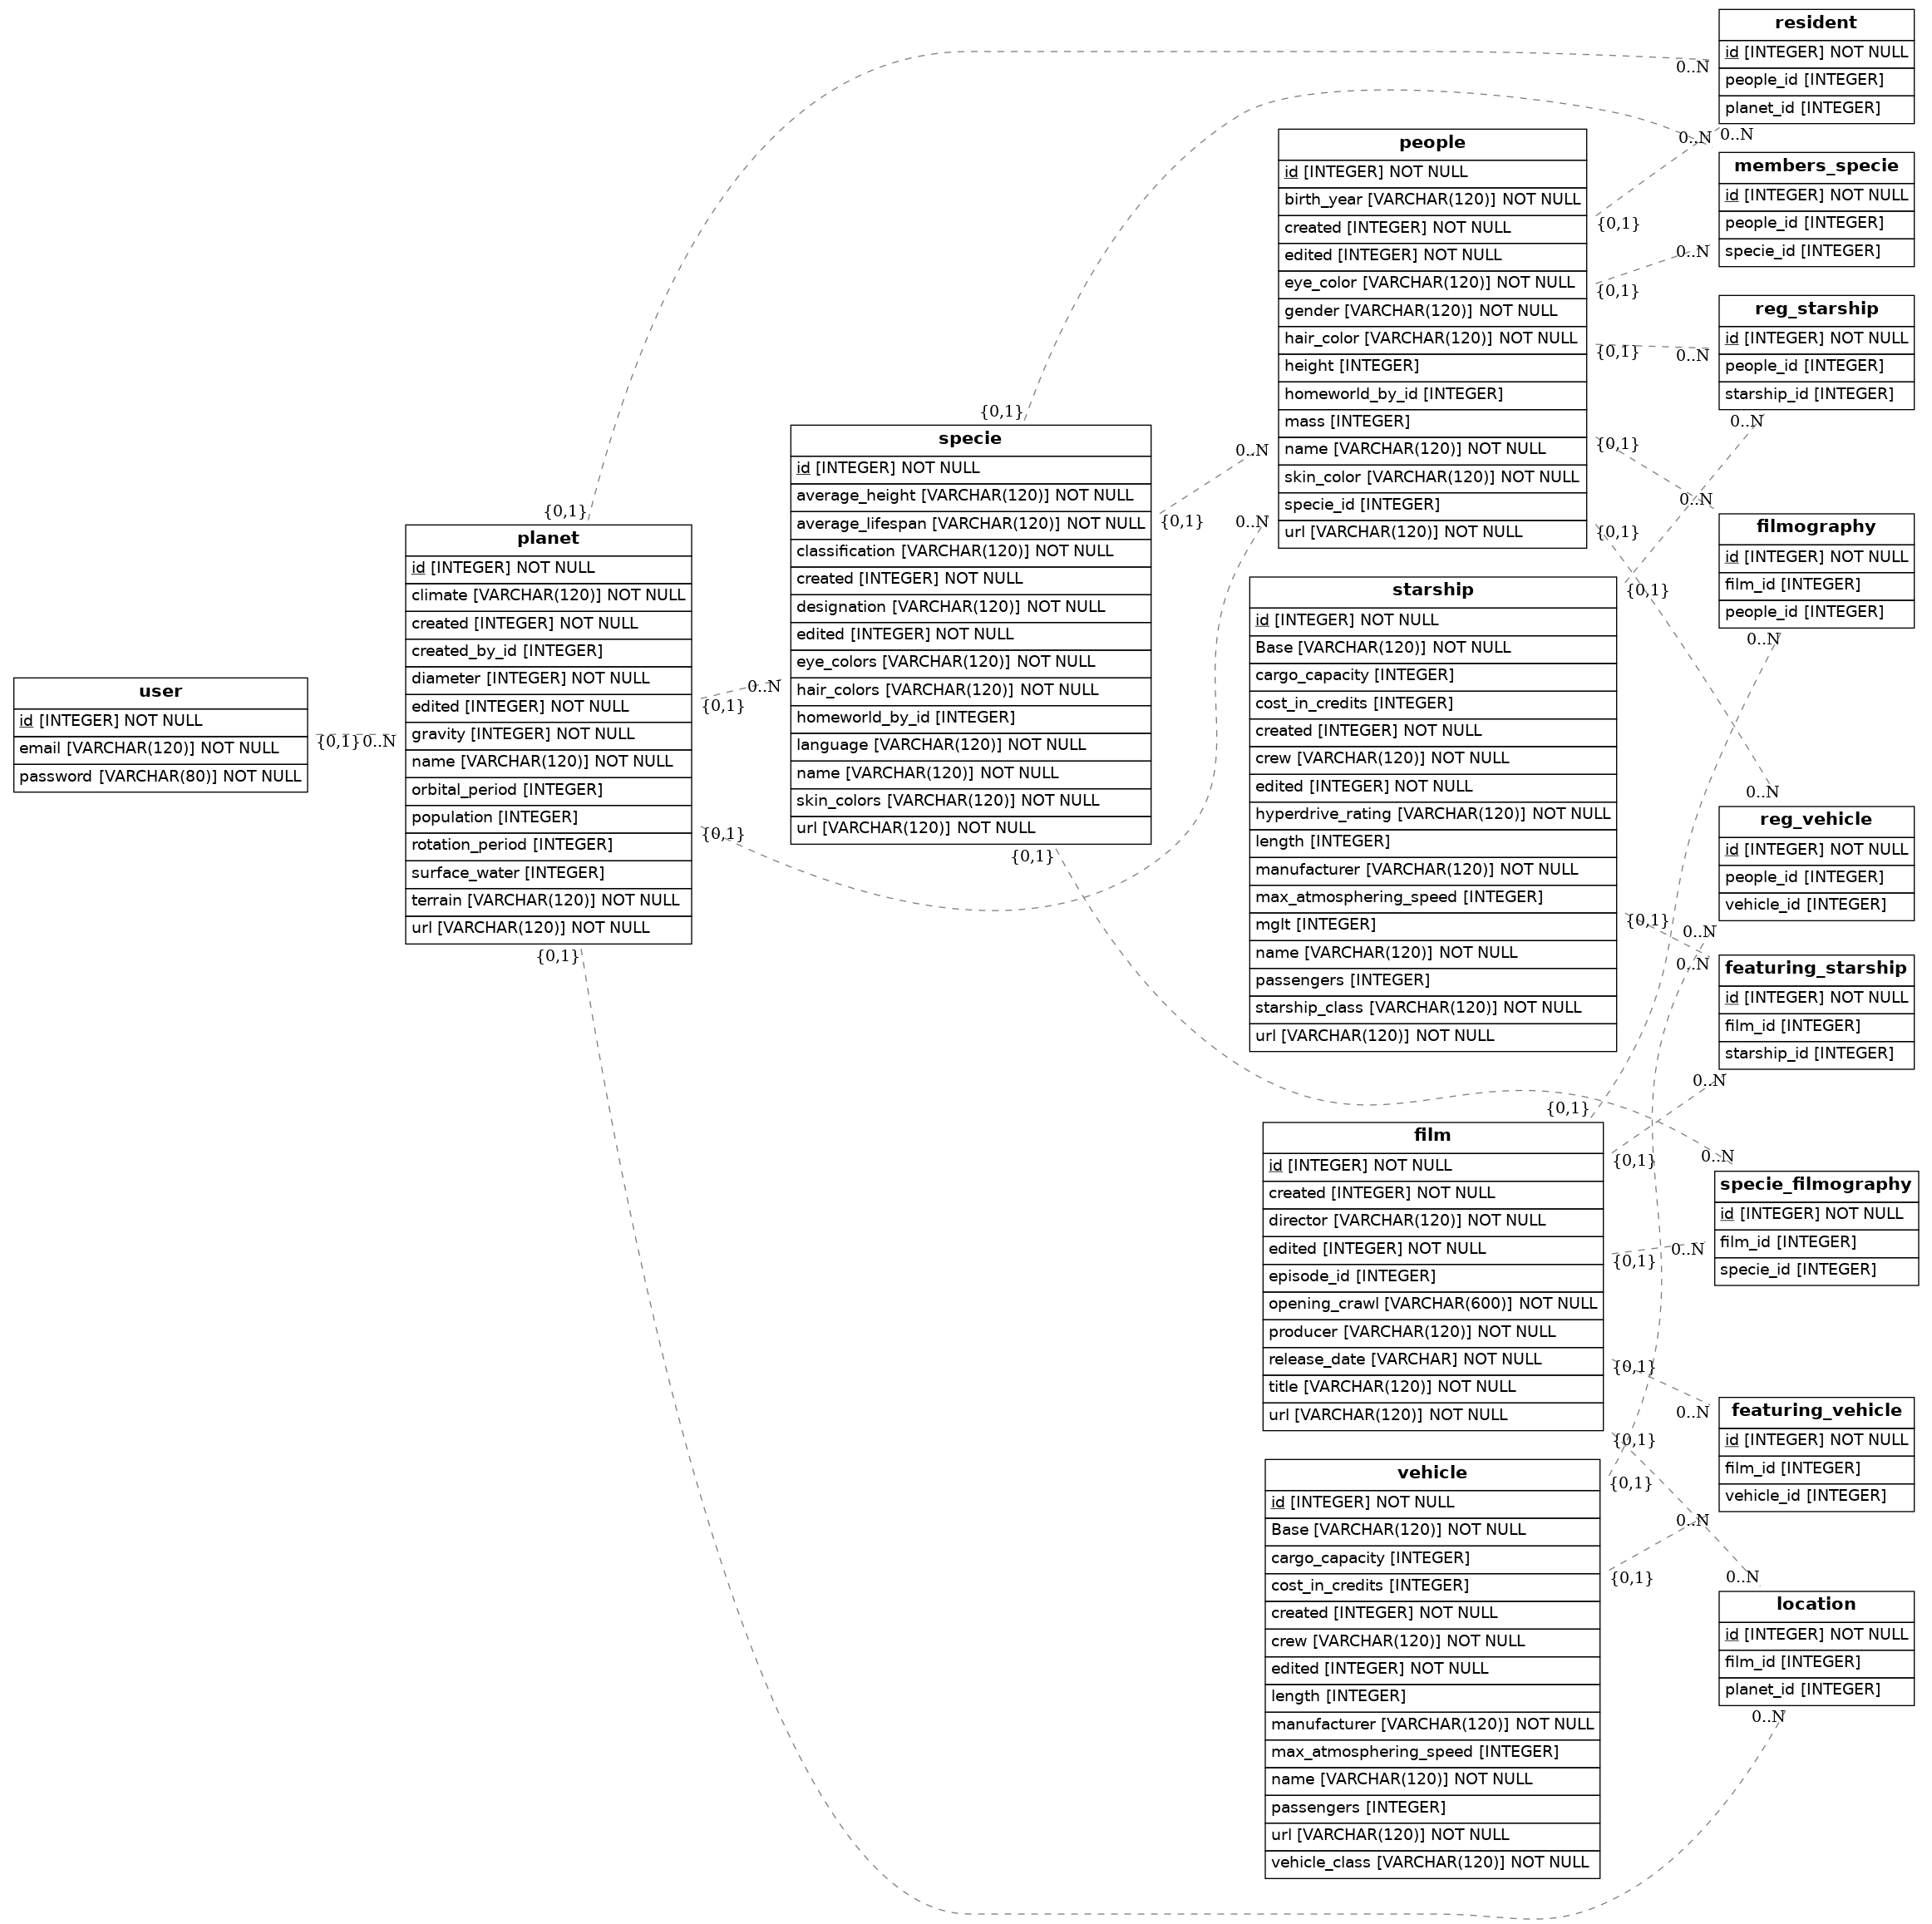 user
id [INTEGER] NOT NULL
email [VARCHAR(120)] NOT NULL
password [VARCHAR(80)] NOT NULL
{0,1}
0..N
{0,1}
planet
id [INTEGER] NOT NULL
climate [VARCHAR(120)] NOT NULL
created [INTEGER] NOT NULL
created_by_id [INTEGER]
diameter [INTEGER] NOT NULL
edited [INTEGER] NOT NULL
gravity [INTEGER] NOT NULL
name [VARCHAR(120)] NOT NULL
orbital_period [INTEGER]
population [INTEGER]
rotation_period [INTEGER]
surface_water [INTEGER]
terrain [VARCHAR(120)] NOT NULL
url [VARCHAR(120)] NOT NULL
{0,1}
{0,1}
{0,1}
0..N
{0,1}
specie
id [INTEGER] NOT NULL
average_height [VARCHAR(120)] NOT NULL
average_lifespan [VARCHAR(120)] NOT NULL
classification [VARCHAR(120)] NOT NULL
created [INTEGER] NOT NULL
designation [VARCHAR(120)] NOT NULL
edited [INTEGER] NOT NULL
eye_colors [VARCHAR(120)] NOT NULL
hair_colors [VARCHAR(120)] NOT NULL
homeworld_by_id [INTEGER]
language [VARCHAR(120)] NOT NULL
name [VARCHAR(120)] NOT NULL
skin_colors [VARCHAR(120)] NOT NULL
url [VARCHAR(120)] NOT NULL
{0,1}
{0,1}
0..N
0..N
people
id [INTEGER] NOT NULL
birth_year [VARCHAR(120)] NOT NULL
created [INTEGER] NOT NULL
edited [INTEGER] NOT NULL
eye_color [VARCHAR(120)] NOT NULL
gender [VARCHAR(120)] NOT NULL
hair_color [VARCHAR(120)] NOT NULL
height [INTEGER]
homeworld_by_id [INTEGER]
mass [INTEGER]
name [VARCHAR(120)] NOT NULL
skin_color [VARCHAR(120)] NOT NULL
specie_id [INTEGER]
url [VARCHAR(120)] NOT NULL
{0,1}
{0,1}
{0,1}
{0,1}
{0,1}
starship
id [INTEGER] NOT NULL
Base [VARCHAR(120)] NOT NULL
cargo_capacity [INTEGER]
cost_in_credits [INTEGER]
created [INTEGER] NOT NULL
crew [VARCHAR(120)] NOT NULL
edited [INTEGER] NOT NULL
hyperdrive_rating [VARCHAR(120)] NOT NULL
length [INTEGER]
manufacturer [VARCHAR(120)] NOT NULL
max_atmosphering_speed [INTEGER]
mglt [INTEGER]
name [VARCHAR(120)] NOT NULL
passengers [INTEGER]
starship_class [VARCHAR(120)] NOT NULL
url [VARCHAR(120)] NOT NULL
{0,1}
{0,1}
{0,1}
film
id [INTEGER] NOT NULL
created [INTEGER] NOT NULL
director [VARCHAR(120)] NOT NULL
edited [INTEGER] NOT NULL
episode_id [INTEGER]
opening_crawl [VARCHAR(600)] NOT NULL
producer [VARCHAR(120)] NOT NULL
release_date [VARCHAR] NOT NULL
title [VARCHAR(120)] NOT NULL
url [VARCHAR(120)] NOT NULL
{0,1}
{0,1}
{0,1}
{0,1}
vehicle
id [INTEGER] NOT NULL
Base [VARCHAR(120)] NOT NULL
cargo_capacity [INTEGER]
cost_in_credits [INTEGER]
created [INTEGER] NOT NULL
crew [VARCHAR(120)] NOT NULL
edited [INTEGER] NOT NULL
length [INTEGER]
manufacturer [VARCHAR(120)] NOT NULL
max_atmosphering_speed [INTEGER]
name [VARCHAR(120)] NOT NULL
passengers [INTEGER]
url [VARCHAR(120)] NOT NULL
vehicle_class [VARCHAR(120)] NOT NULL
{0,1}
{0,1}
resident
id [INTEGER] NOT NULL
people_id [INTEGER]
planet_id [INTEGER]
0..N
0..N
0..N
members_specie
id [INTEGER] NOT NULL
people_id [INTEGER]
specie_id [INTEGER]
0..N
reg_starship
id [INTEGER] NOT NULL
people_id [INTEGER]
starship_id [INTEGER]
0..N
0..N
0..N
filmography
id [INTEGER] NOT NULL
film_id [INTEGER]
people_id [INTEGER]
0..N
0..N
reg_vehicle
id [INTEGER] NOT NULL
people_id [INTEGER]
vehicle_id [INTEGER]
0..N
0..N
featuring_starship
id [INTEGER] NOT NULL
film_id [INTEGER]
starship_id [INTEGER]
0..N
0..N
specie_filmography
id [INTEGER] NOT NULL
film_id [INTEGER]
specie_id [INTEGER]
0..N
0..N
featuring_vehicle
id [INTEGER] NOT NULL
film_id [INTEGER]
vehicle_id [INTEGER]
0..N
0..N
location
id [INTEGER] NOT NULL
film_id [INTEGER]
planet_id [INTEGER]
0..N